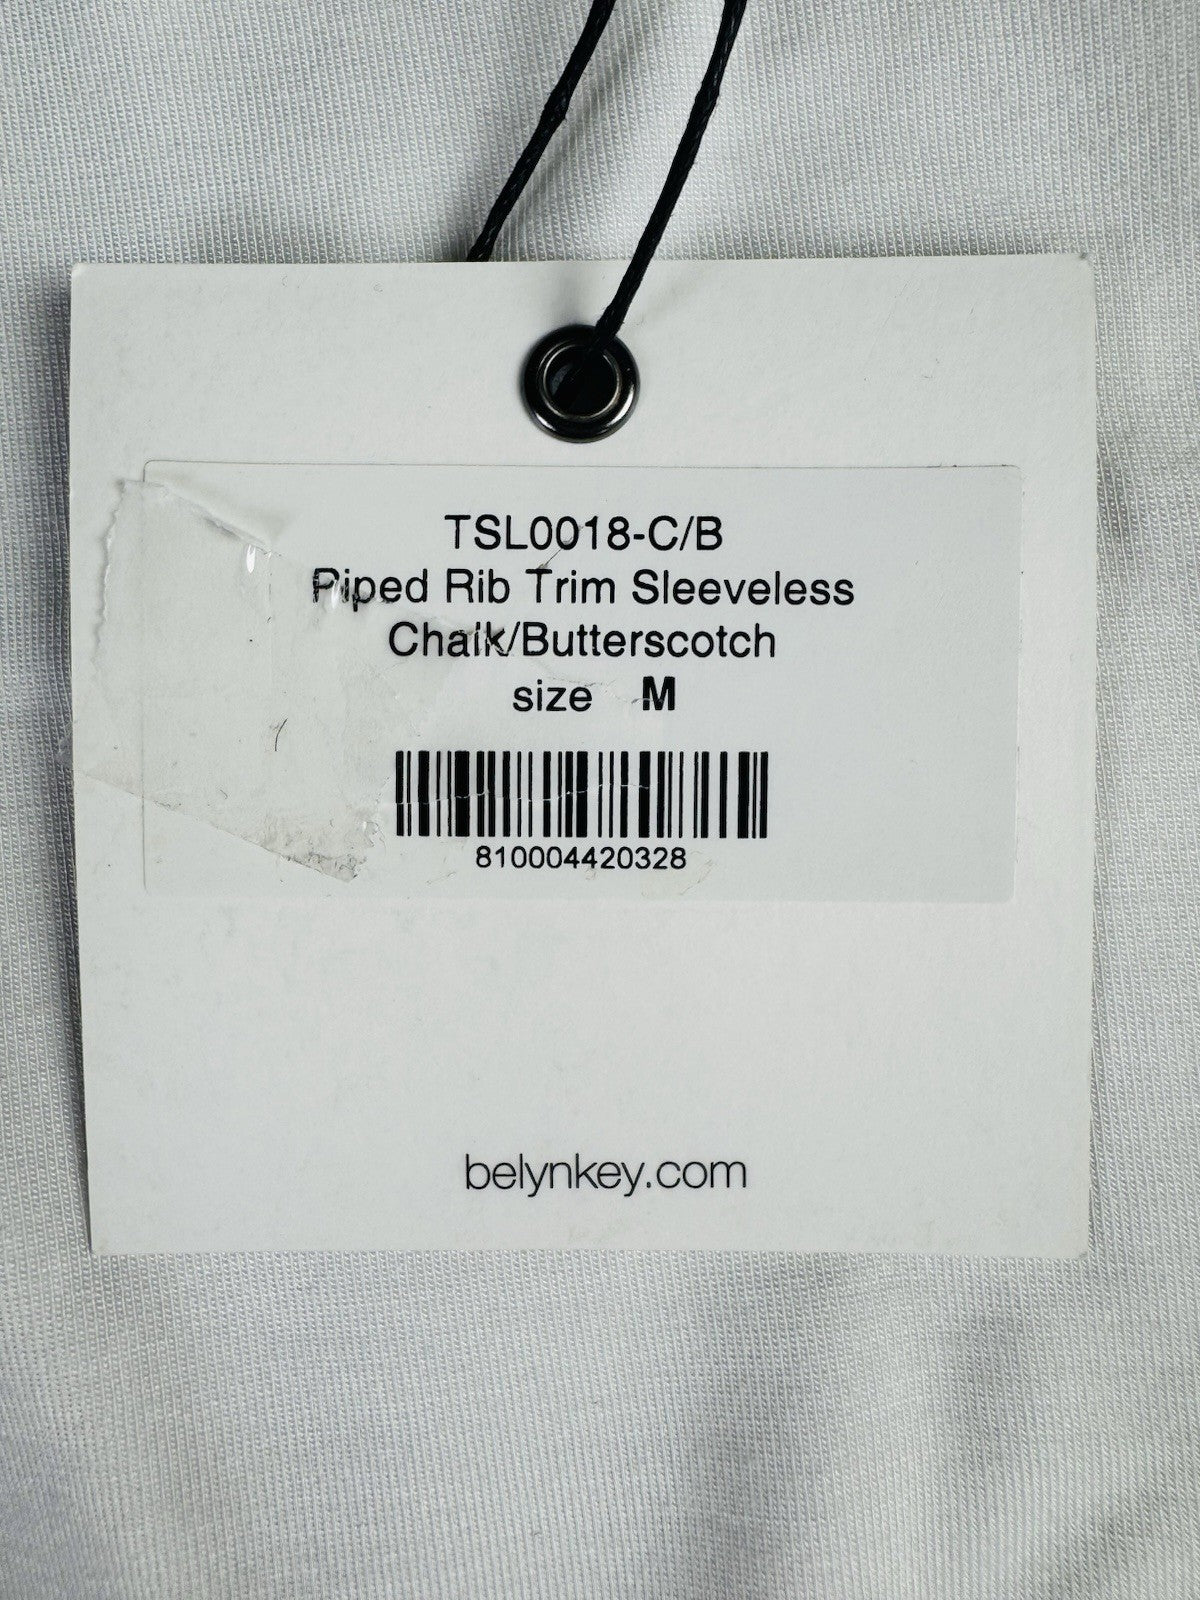 TSL0018-C/B
Piped Rib Trim Sleeveless
Chalk/Butterscotch
size M
810004420328
belynkey.com